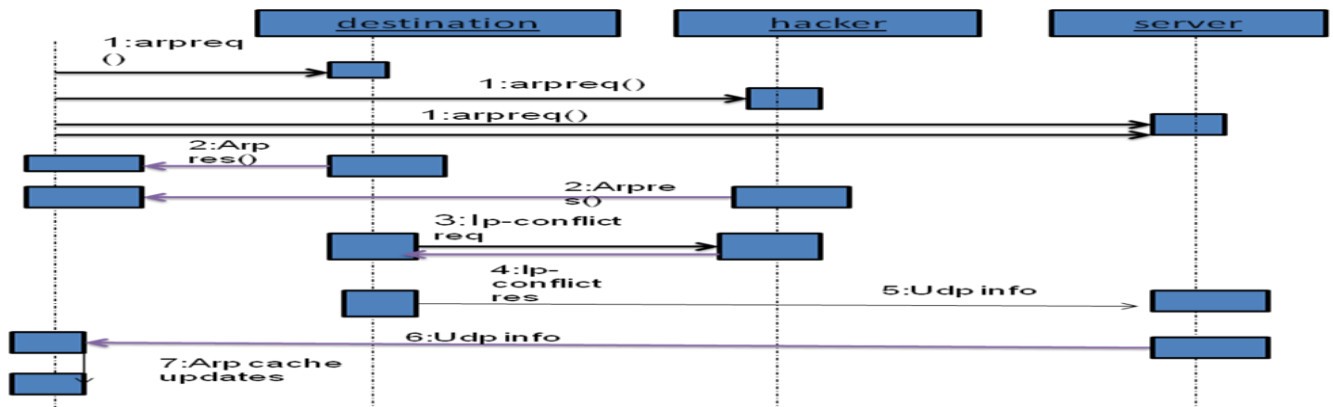 destination
hacker
server
1:arpreq
()
1:arpreq()
1:arpreq()
2:Arp
res()
2:Arpre
s()
3:Ip-conflict
req
4:Ip-
conflict
res
5:Udp info
6:Udp info
7:Arp cache
updates